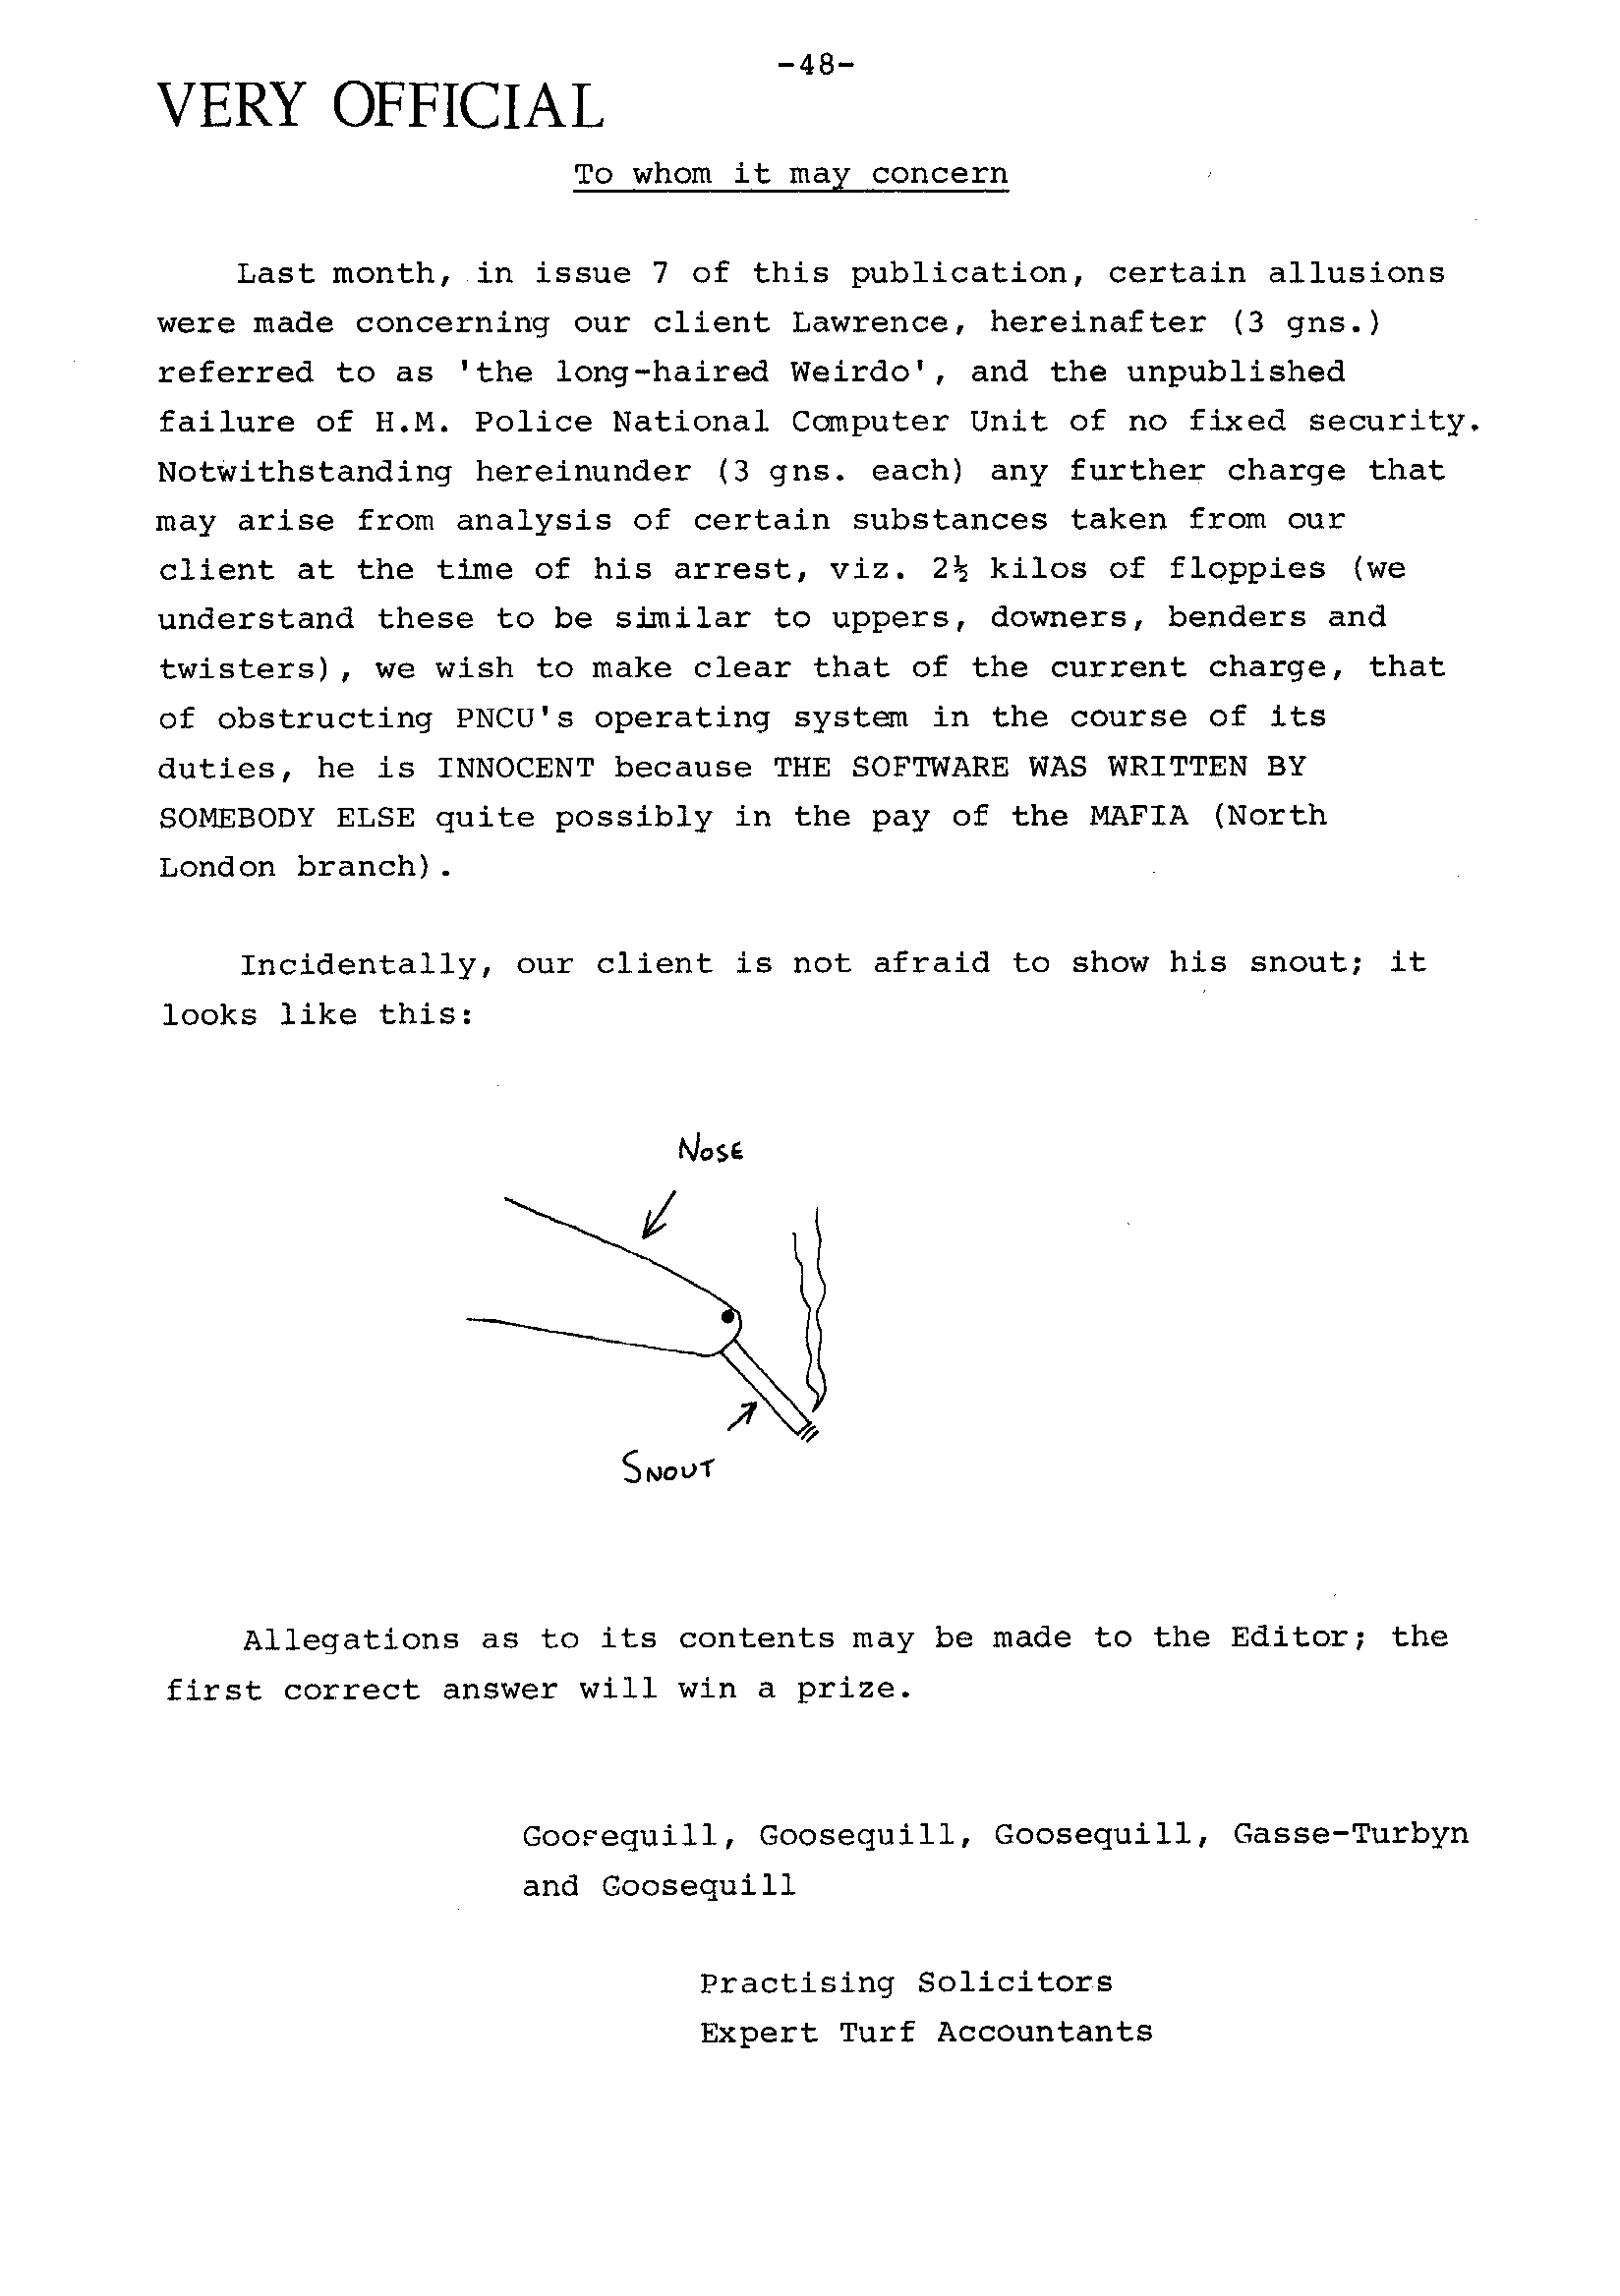 -48-
VERY OFFICIAL
To whom it may concern
Last month, in issue 7 of this publication, certain allusions
were made concerning our client Lawrence, hereinafter (3 gns.)
referred to as 'the long-haired Weirdo', and the unpublished
failure of H.M. Police National Computer Unit of no fixed security.
Notwithstanding hereinunder (3 gns. each) any further charge that
may arise from analysis of certain substances taken from our
client at the time of his arrest, viz. 2½ kilos of floppies (we
understand these to be similar to uppers, downers, benders and
twisters), we wish to make clear that of the current charge, that
of obstructing PNCU's operating system in the course of its
duties, he is INNOCENT because THE SOFTWARE WAS WRITTEN BY
SOMEBODY ELSE quite possibly in the pay of the MAFIA (North
London branch).
Incidentally, our client is not afraid to show his snout; it
looks like this:
NOSE
SNOUT
Allegations as to its contents may be made to the Editor; the
first correct answer will win a prize.
Goosequill, Goosequill, Goosequill, Gasse-Turbyn
and Goosequill
Practising Solicitors
Expert Turf Accountants